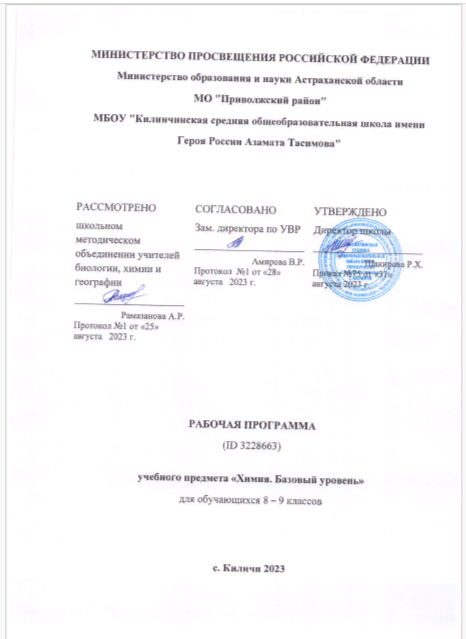 МИНИСТЕРСТВО ПРОСВЕЩЕНИЯ РОССИЙСКОЙ ФЕДЕРАЦИИ
Министерство образования и науки Астраханской области
МО "Приволжский район"
МБОУ "Килинчинская средняя общеобразовательная школа имени
Героя России Азамата Тасимова"
РАССМОТРЕНО
школьном
методическом
объединении учителей
биологии, химии и
географии
Рамазанова А.Р.
Протокол №1 от «25»
августа 2023 г.
СОГЛАСОВАНО
Зам. директора по УВР
Амирова В.Р.
Протокол №1 от «28»
августа 2023 г.
УТВЕРЖДЕНО
Директор школы
Шакирова Р.Х.
Приказ от
августа 2023 г.
РАБОЧАЯ ПРОГРАММА
(ID 3228663)
учебного предмета «Химия. Базовый уровень»
для обучающихся 8 – 9 классов
с. Киличи 2023